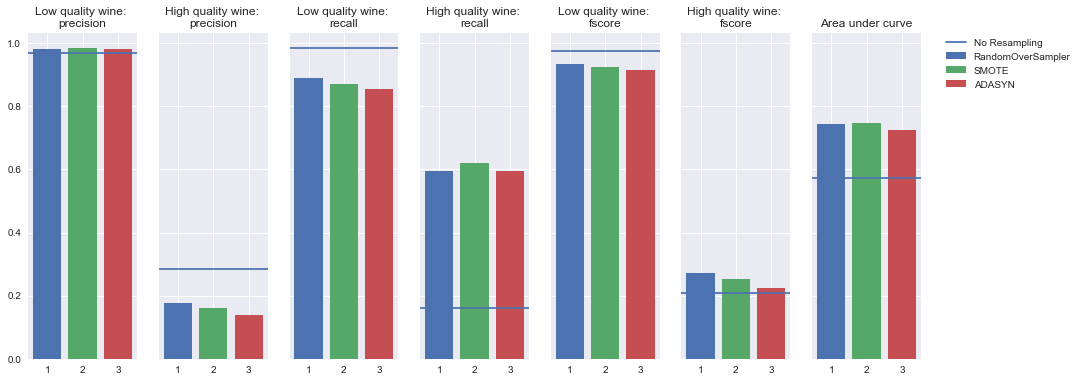 Low quality wine:
precision
High quality wine:
precision
Low quality wine:
recall
High quality wine:
recall
Low quality wine:
fscore
High quality wine:
fscore
Area under curve
No Resampling
RandomOverSampler
SMOTE
ADASYN
1.0
0.8
0.6
0.4
0.2
0.0
1 2 3
1 2 3
1 2 3
1 2 3
1 2 3
1 2 3
1 2 3